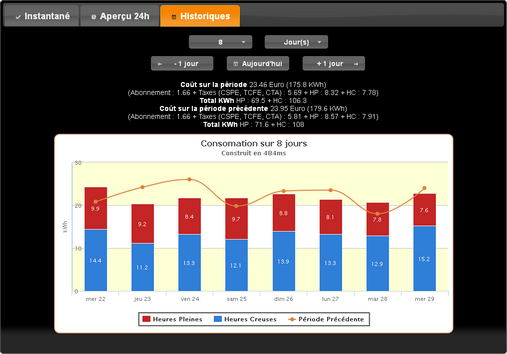 Instantané
Aperçu 24h
Historiques
8
Jour(s)
- 1 jour
Aujourd'hui
+ 1 jour
Coût sur la période 23.46 Euro (175.8 KWh)
(Abonnement : 1.66 + Taxes (CSPE, TCFE, CTA) : 5.69 + HP : 8.32 + HC : 7.78)
Total KWh HP : 69.5 + HC : 106.3
Coût sur la période précédente 23.95 Euro (179.6 KWh)
(Abonnement : 1.66 + Taxes (CSPE, TCFE, CTA) : 5.81 + HP : 8.57 + HC : 7.91)
Total KWh HP : 71.6 + HC : 108
Consomation sur 8 jours
Construit en 484ms
kWh
30
20
10
0
9.9
9.2
8.4
9.7
8.8
8.1
7.8
7.6
14.4
11.2
13.3
12.1
13.9
13.3
12.9
15.2
mer 22
jeu 23
ven 24
sam 25
dim 26
lun 27
mar 28
mer 29
Heures Pleines
Heures Creuses
Période Précédente